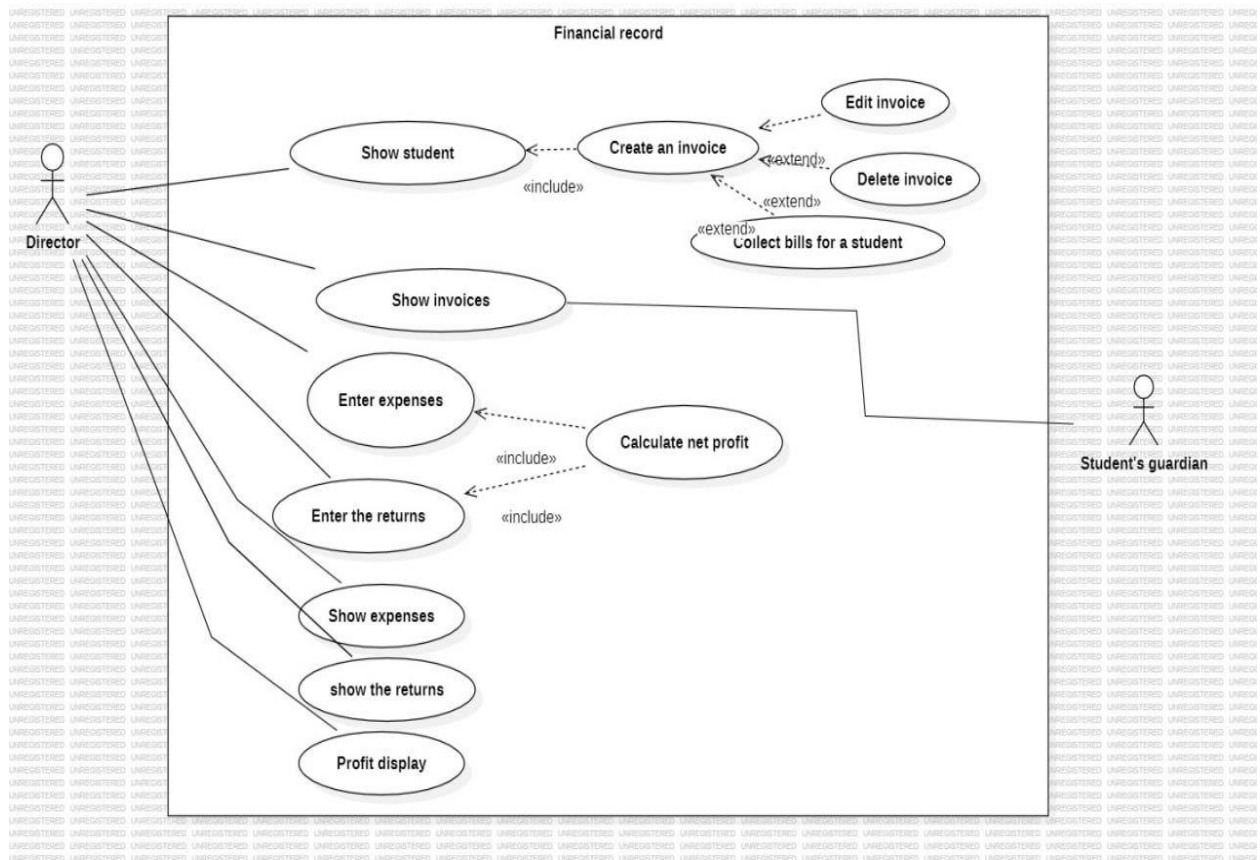 Financial record
Edit invoice
Show student
Create an invoice
«extend»
Delete invoice
«include»
«extend»
«extend»
Collect bills for a student
Director
Show invoices
Enter expenses
Calculate net profit
«include»
Student's guardian
Enter the returns
«include»
Show expenses
show the returns
Profit display
UNREGISTERED